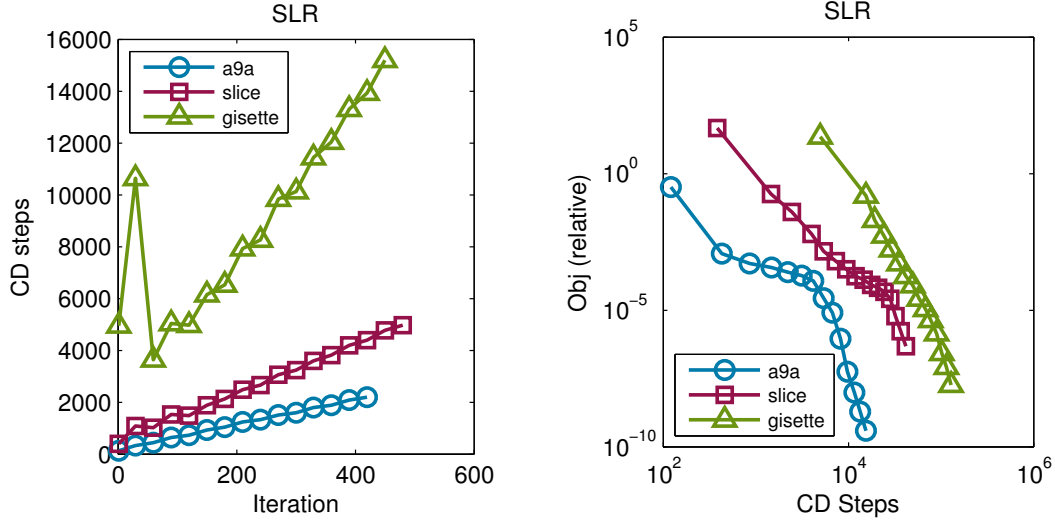 SLR
CD steps
16000
14000
12000
10000
8000
6000
4000
2000
0
a9a
slice
gisette
0 200 400 600
Iteration
SLR
Obj (relative)
10^5
10^0
10^-5
10^-10
a9a
slice
gisette
10^2 10^4 10^6
CD Steps